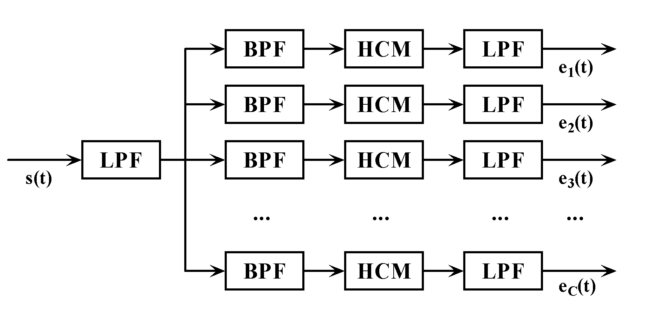 BPF HCM LPF
e1(t)
BPF HCM LPF
e2(t)
LPF BPF HCM LPF
s(t) e3(t)
... ... ... ...
BPF HCM LPF
eC(t)